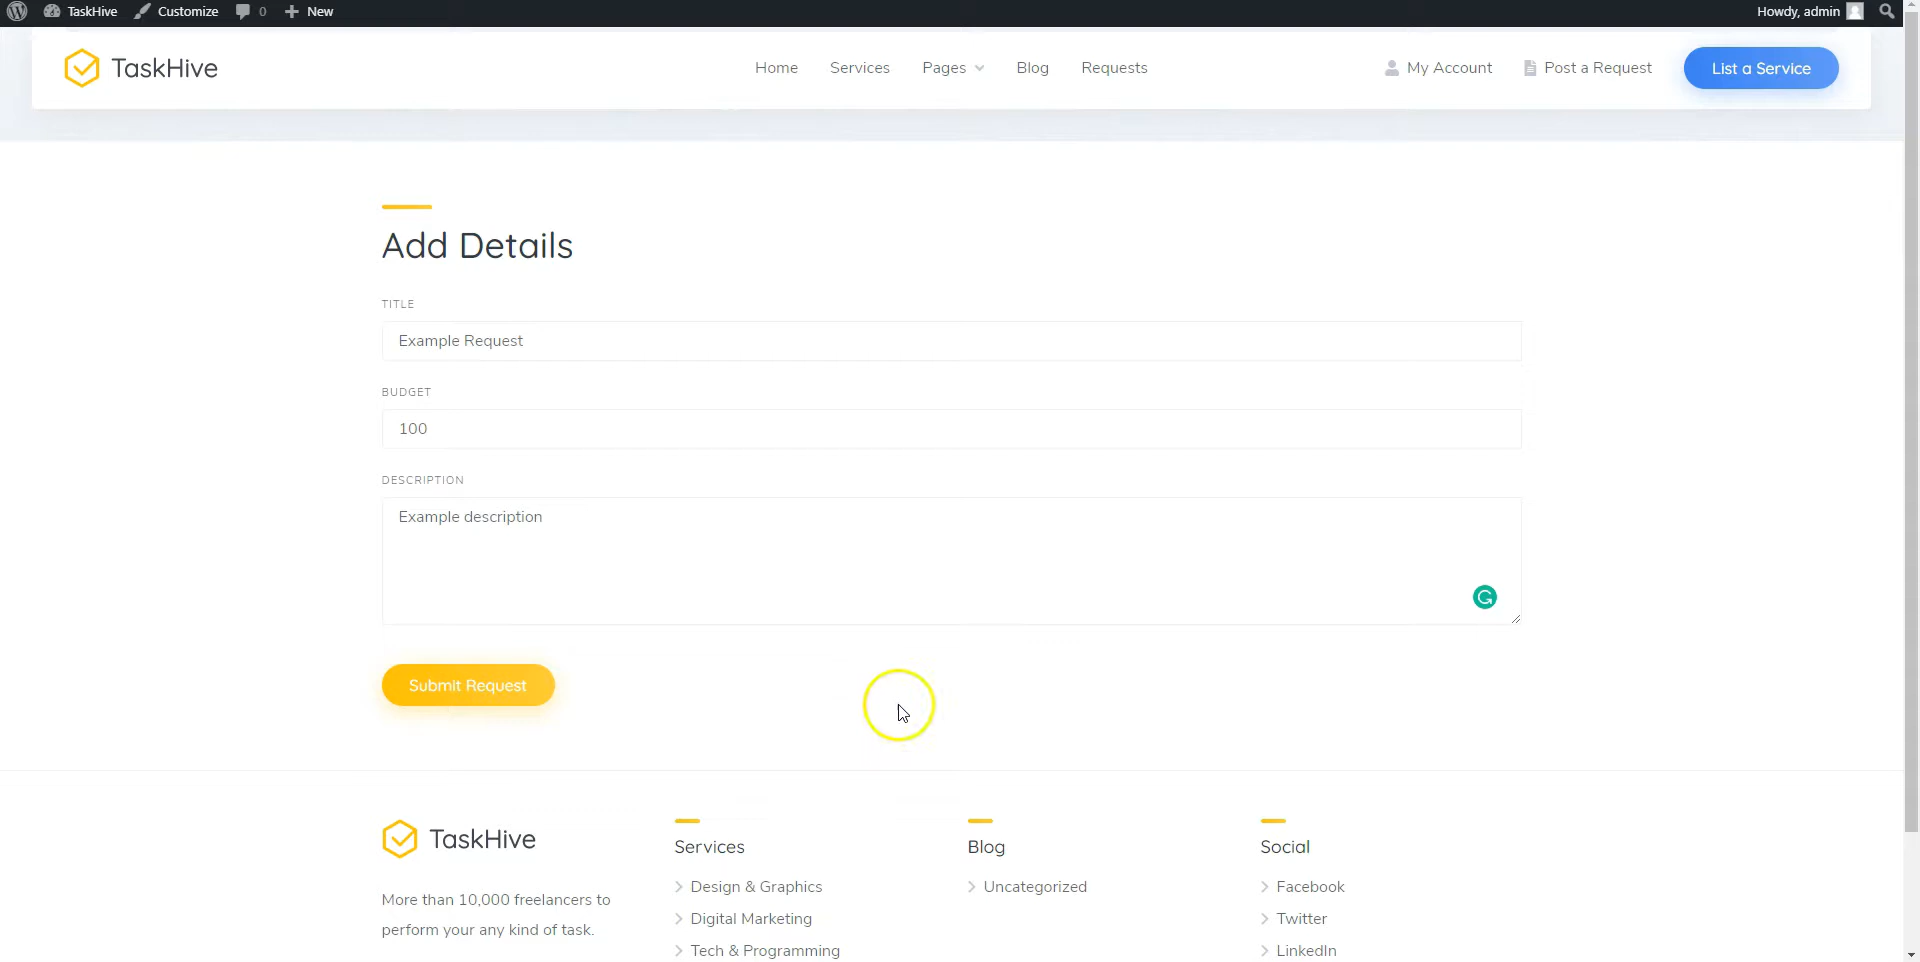 TaskHive Customize 0 New Howdy, admin
TaskHive Home Services Pages Blog Requests My Account Post a Request List a Service
Add Details
TITLE
Example Request
BUDGET
100
DESCRIPTION
Example description
Submit Request
TaskHive
More than 10,000 freelancers to
perform your any kind of task.
Services
Design & Graphics
Digital Marketing
Tech & Programming
Blog
Uncategorized
Social
Facebook
Twitter
LinkedIn